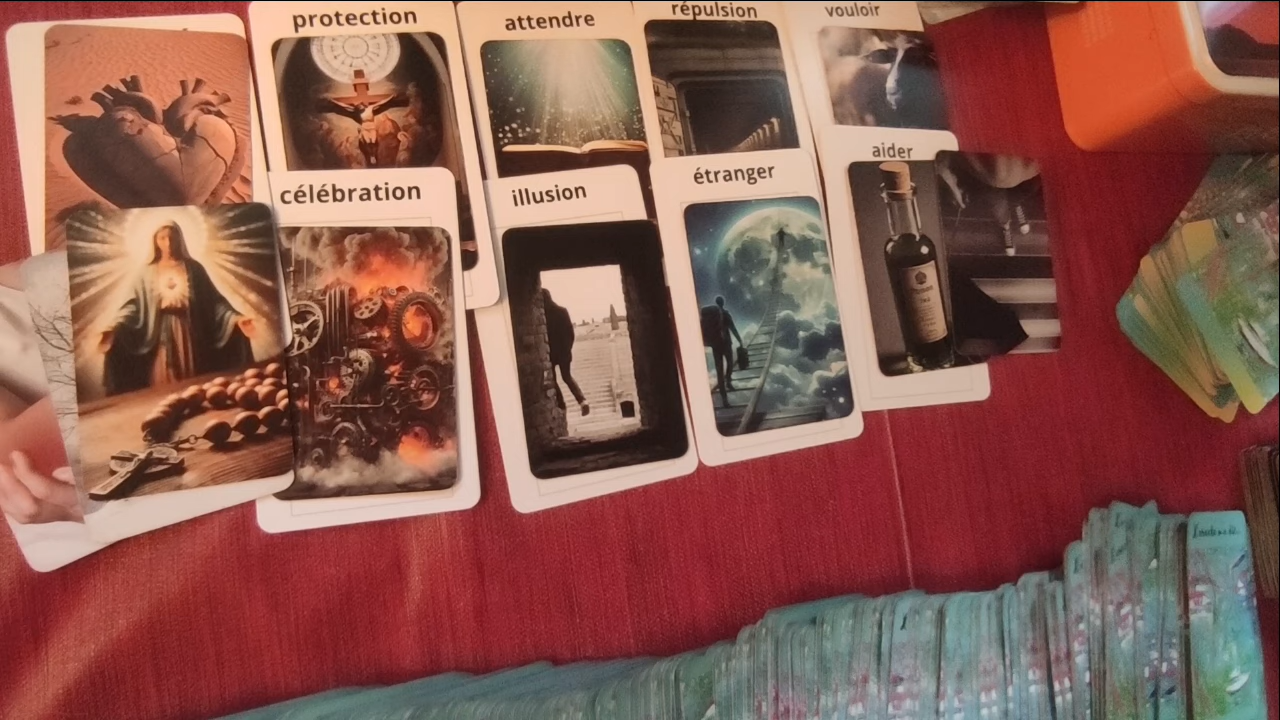 protection
attendre
répulsion
vouloir
célébration
illusion
étranger
aider